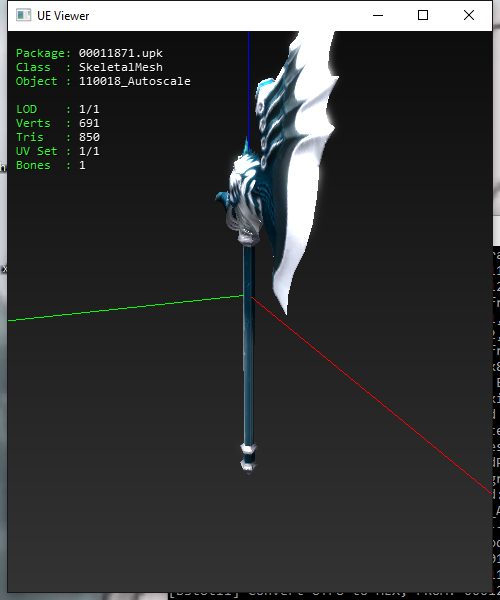 UE Viewer
Package: 00011871.upk
Class : SkeletalMesh
Object : 110018_Autoscale
LOD : 1/1
Verts : 691
Tris : 850
UV Set : 1/1
Bones : 1